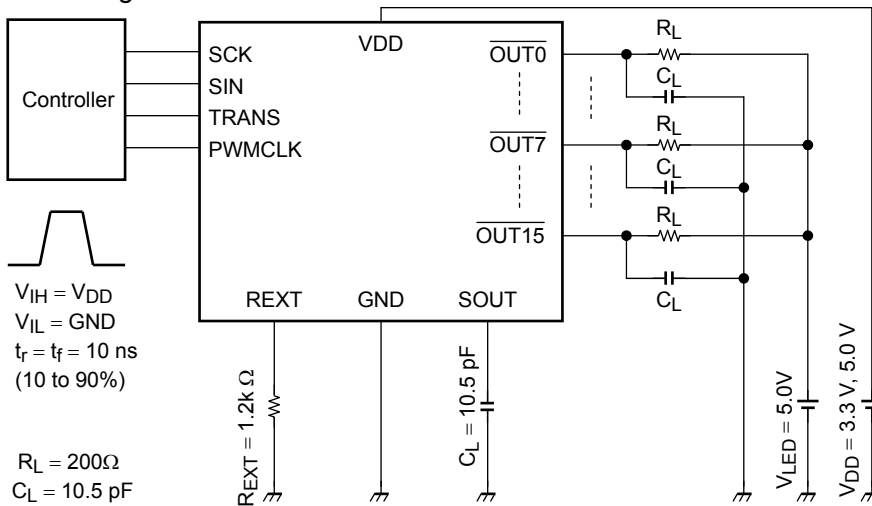 Controller
SCK
SIN
TRANS
PWMCLK
VDD
OUT0
OUT7
OUT15
REXT
GND
SOUT
RL
CL
RL
CL
RL
CL
VIH = VDD
VIL = GND
tr = tf = 10 ns
(10 to 90%)
RL = 200Ω
CL = 10.5 pF
REXT = 1.2k Ω
CL = 10.5 pF
VLED = 5.0V
VDD = 3.3 V, 5.0 V